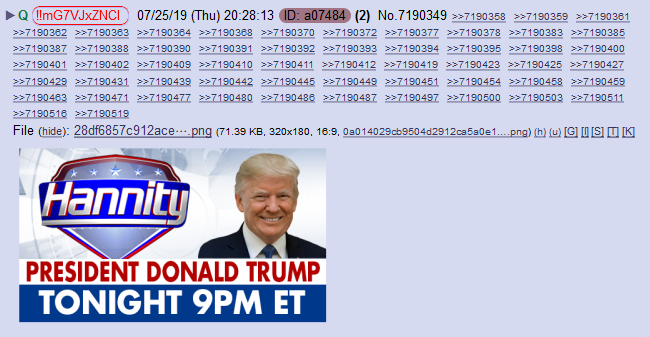 ▶ Q !!mG7VJxZNCI 07/25/19 (Thu) 20:28:13 ID: a07484 (2) No.7190349 >>7190358 >>7190359 >>7190361
>>7190362 >>7190363 >>7190364 >>7190368 >>7190370 >>7190372 >>7190377 >>7190378 >>7190383 >>7190385
>>7190387 >>7190388 >>7190390 >>7190391 >>7190392 >>7190393 >>7190394 >>7190395 >>7190398 >>7190400
>>7190401 >>7190402 >>7190409 >>7190410 >>7190411 >>7190412 >>7190419 >>7190423 >>7190425 >>7190427
>>7190429 >>7190431 >>7190439 >>7190442 >>7190445 >>7190449 >>7190451 >>7190454 >>7190458 >>7190459
>>7190463 >>7190471 >>7190477 >>7190480 >>7190486 >>7190487 >>7190497 >>7190500 >>7190503 >>7190511
>>7190516 >>7190519
File (hide): 28df6857c912ace⋯.png (71.39 KB, 320x180, 16:9, 0a014029cb9504d2912ca5a0e1….png) (h) (u) [G] [I] [S] [T] [K]
Hannity
PRESIDENT DONALD TRUMP
TONIGHT 9PM ET